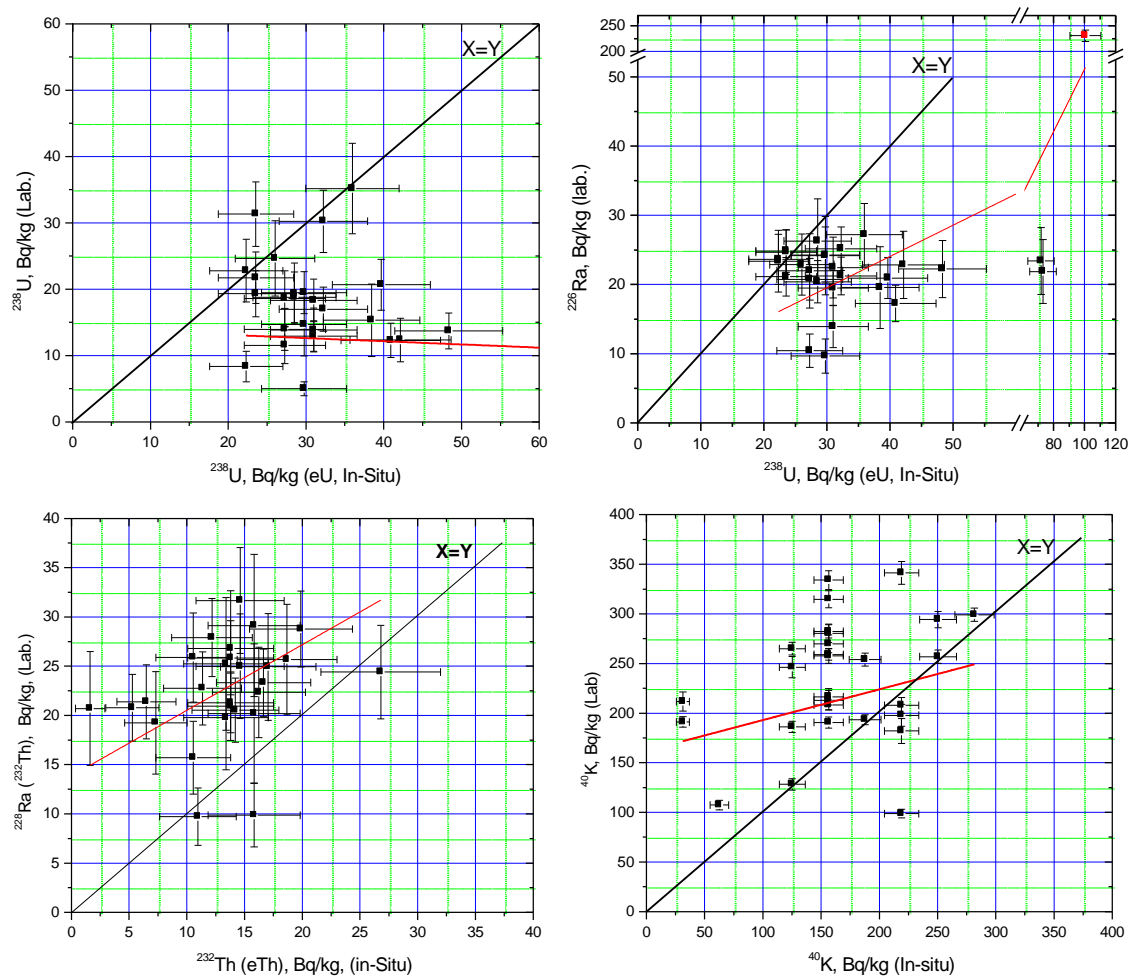 60
50
40
30
20
10
0
²³⁸U, Bq/kg (Lab.)
X=Y
0 10 20 30 40 50 60
²³⁸U, Bq/kg (eU, In-Situ)
250
200
50
40
30
20
10
0
²²⁶Ra, Bq/kg (lab.)
X=Y
0 20 30 40 50 80 100 120
²³⁸U, Bq/kg (eU, In-Situ)
40
35
30
25
20
15
10
5
0
²²⁸Ra (²³²Th), Bq/kg, (Lab.)
X=Y
0 5 10 15 20 25 30 35 40
²³²Th (eTh), Bq/kg, (in-Situ)
400
350
300
250
200
150
100
50
0
⁴⁰K, Bq/kg (Lab)
X=Y
0 50 100 150 200 250 300 350 400
⁴⁰K, Bq/kg (In-situ)